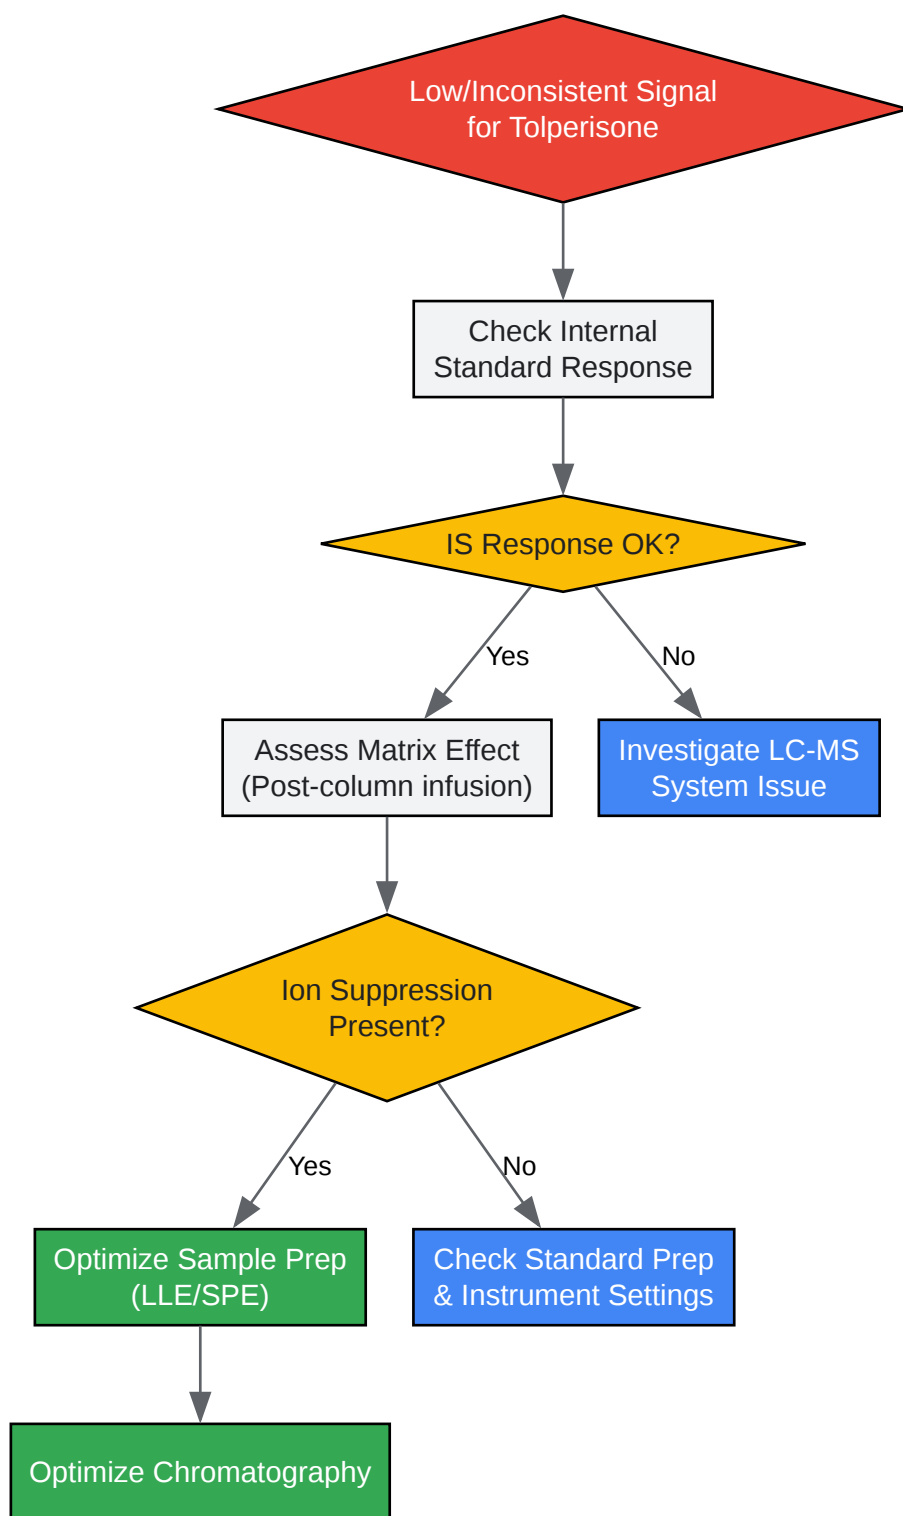 Low/Inconsistent Signal
for Tolperisone
Check Internal
Standard Response
IS Response OK?
Yes
No
Assess Matrix Effect
(Post-column infusion)
Investigate LC-MS
System Issue
Ion Suppression
Present?
Yes
No
Optimize Sample Prep
(LLE/SPE)
Check Standard Prep
& Instrument Settings
Optimize Chromatography